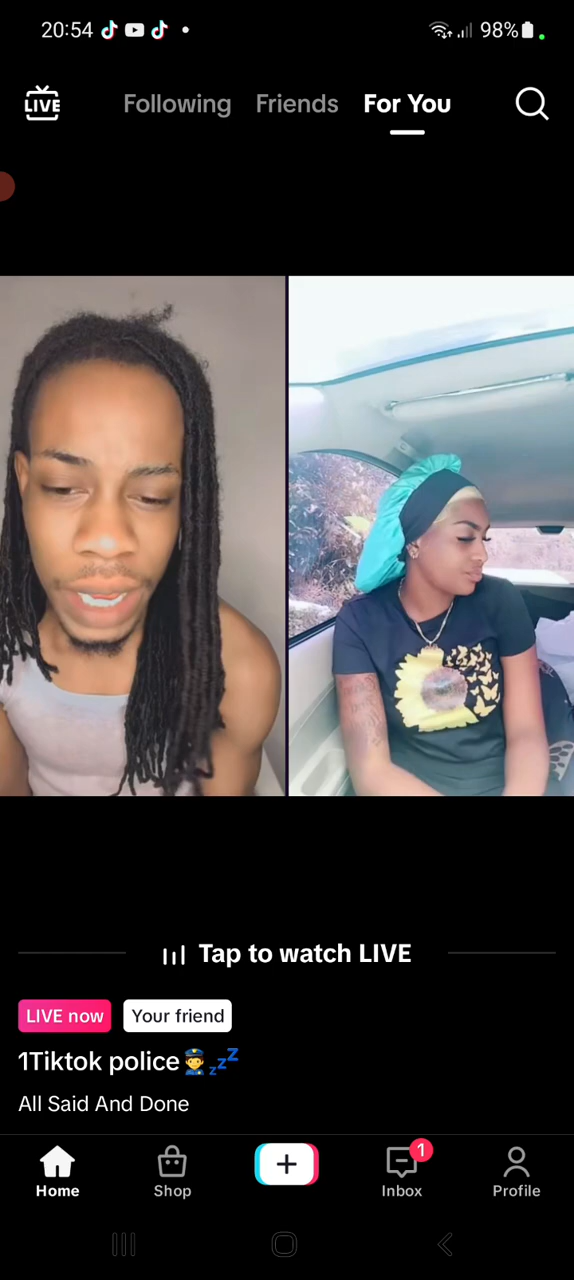 20:54 98%
LIVE Following Friends For You
Tap to watch LIVE
LIVE now Your friend
1Tiktok police👮💤
All Said And Done
1
Home Shop Inbox Profile